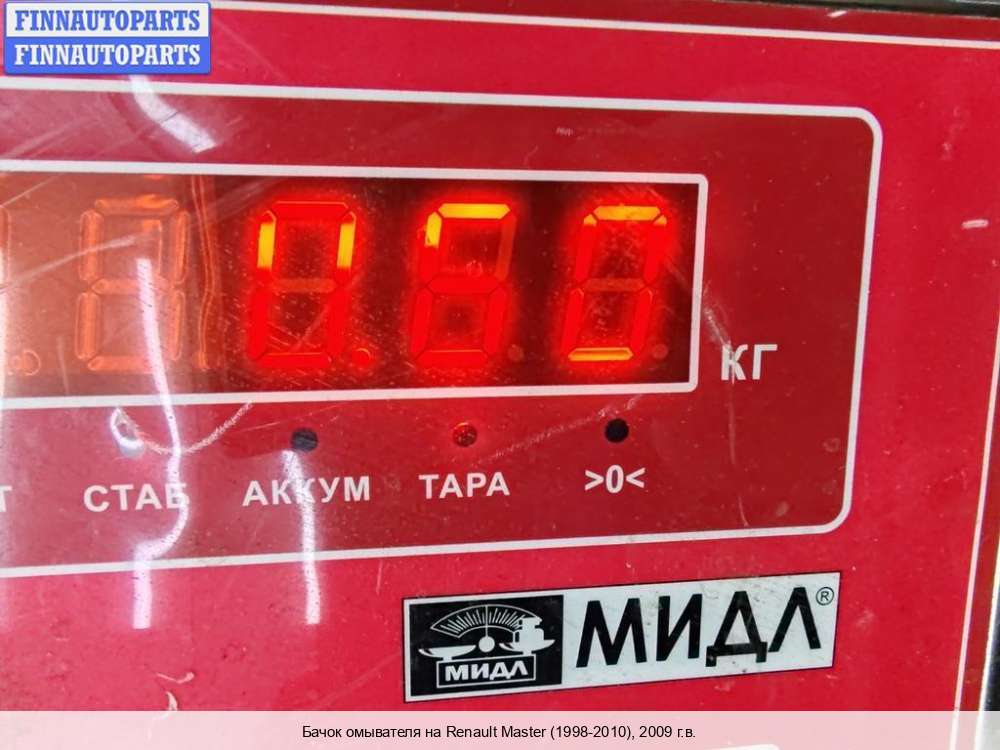 FINNAUTOPARTS
FINNAUTOPARTS
0.60
КГ
СТАБ
АККУМ
ТАРА
>0<
МИДЛ
МИДЛ®
Бачок омывателя на Renault Master (1998-2010), 2009 г.в.